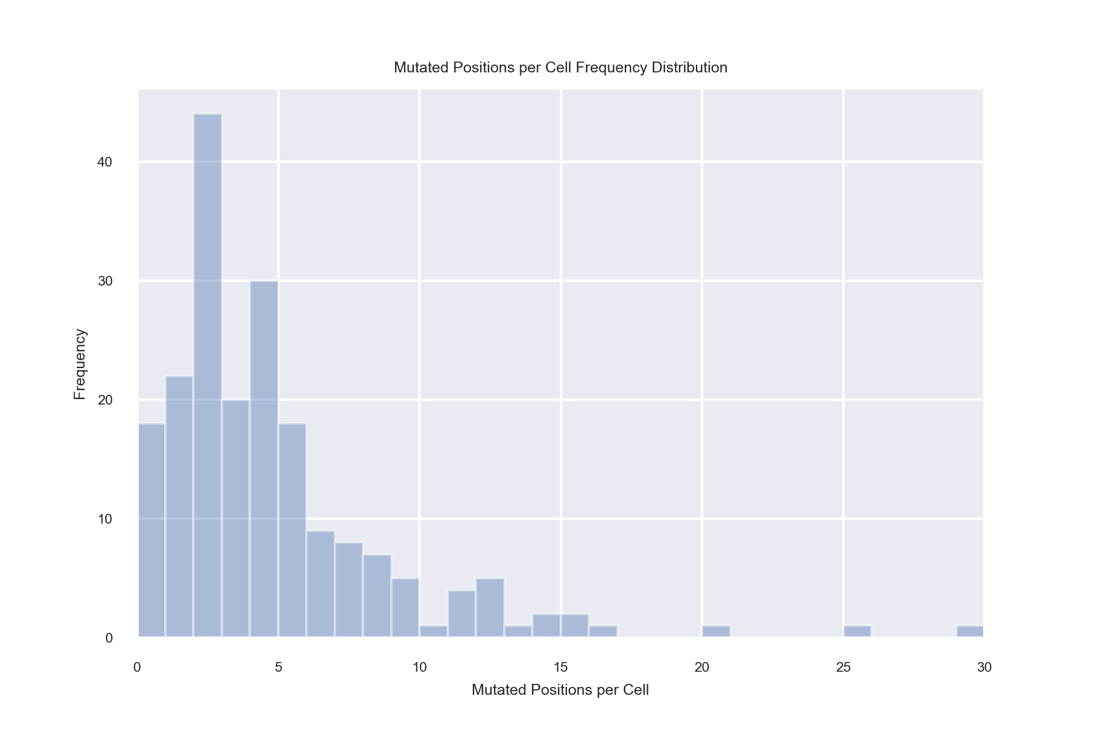 Mutated Positions per Cell Frequency Distribution
Frequency
40
30
20
10
0
0 5 10 15 20 25 30
Mutated Positions per Cell